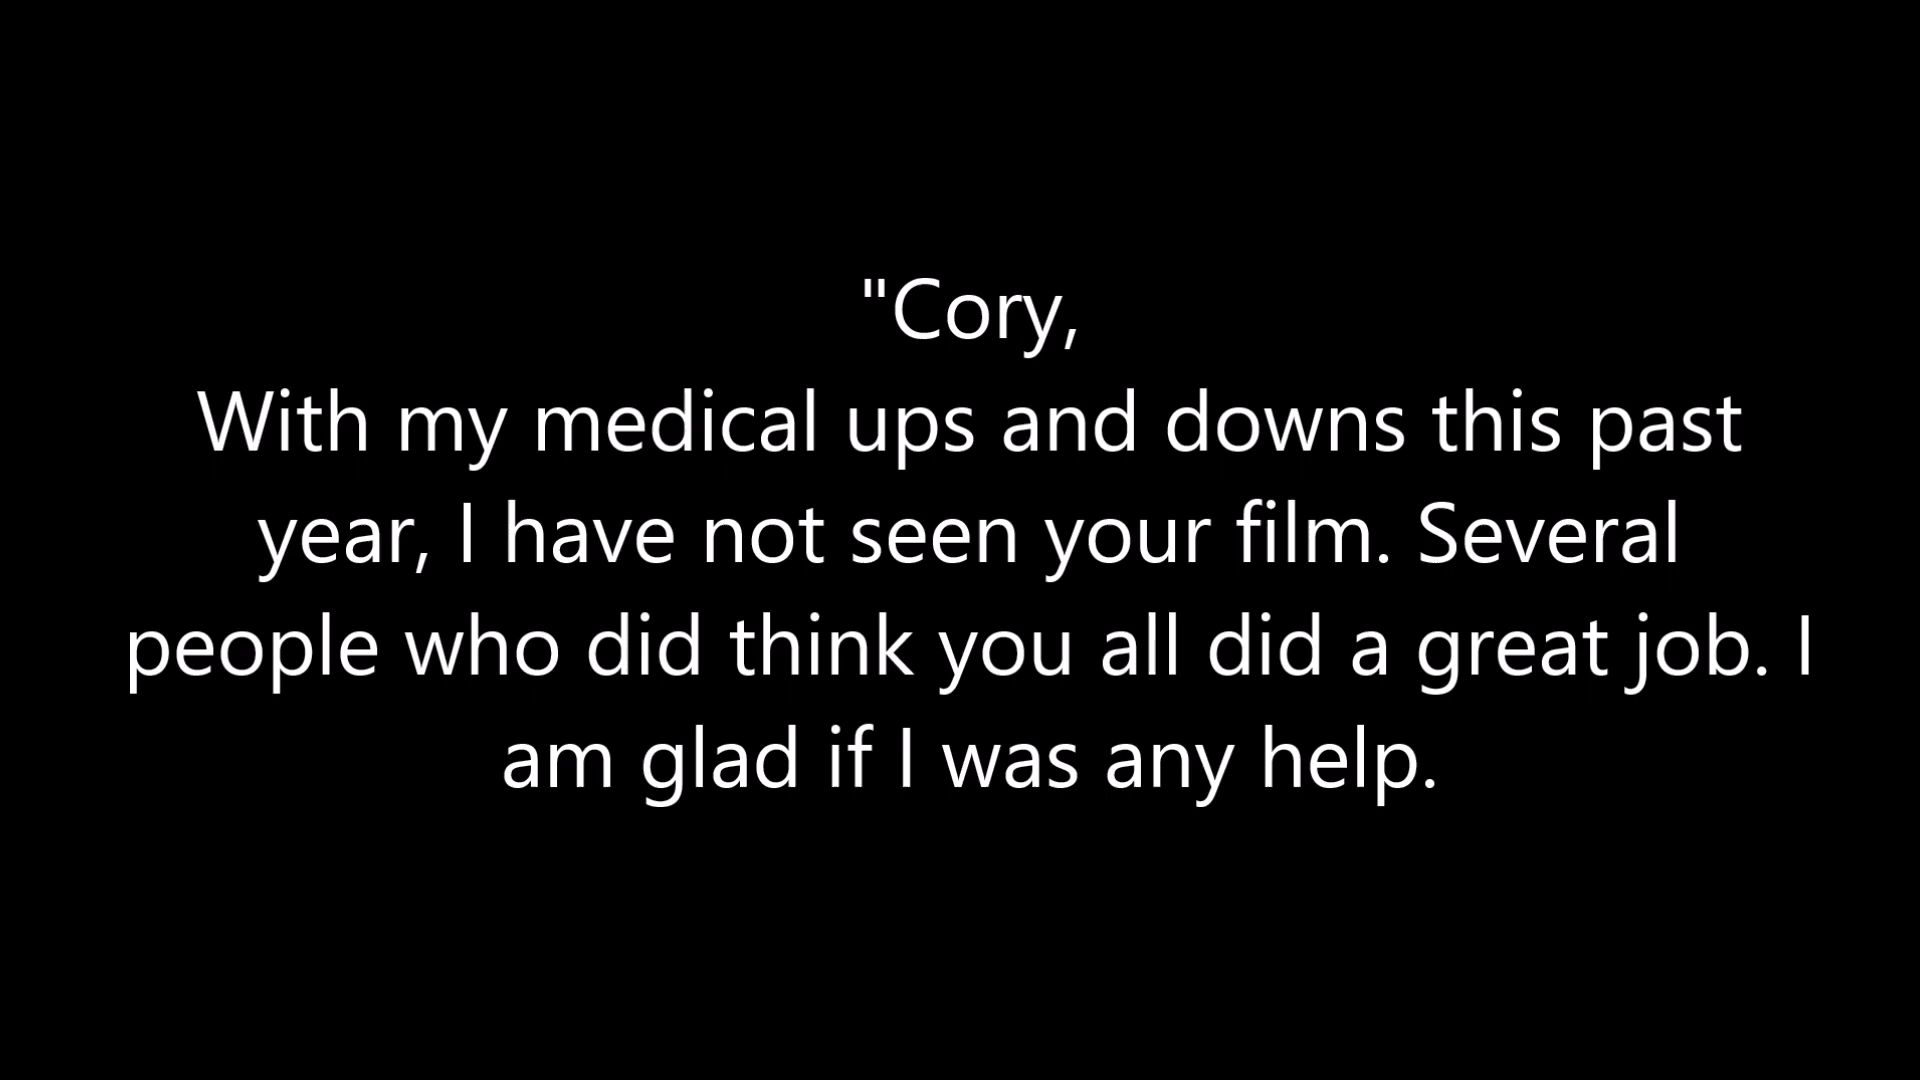 "Cory,
With my medical ups and downs this past
year, I have not seen your film. Several
people who did think you all did a great job. I
am glad if I was any help.